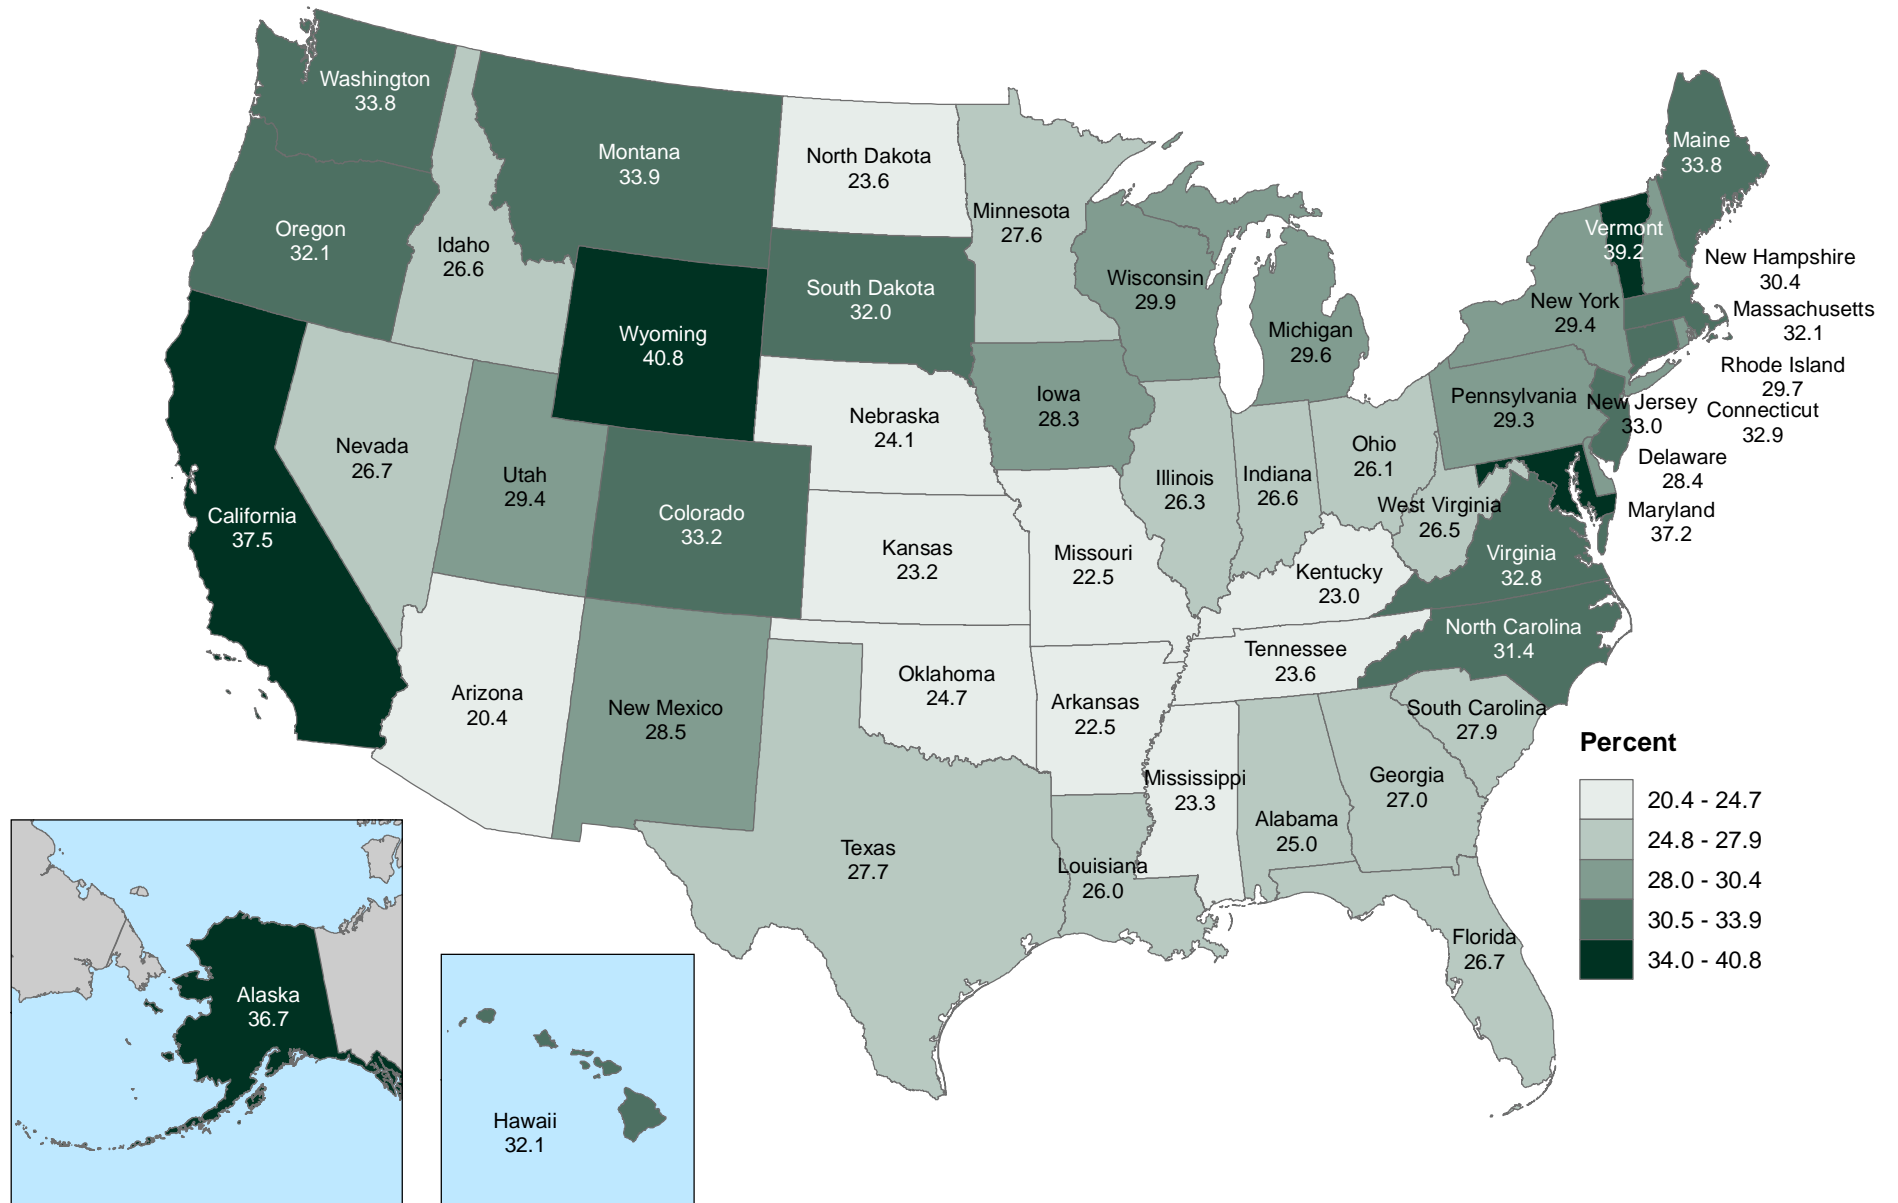 Washington
33.8
Montana
33.9
North Dakota
23.6
Minnesota
27.6
Maine
33.8
Oregon
32.1
Idaho
26.6
South Dakota
32.0
Wisconsin
29.9
Vermont
39.2
New Hampshire
30.4
Massachusetts
32.1
New York
29.4
Wyoming
40.8
Michigan
29.6
Rhode Island
29.7
Iowa
28.3
Pennsylvania
29.3
New Jersey
33.0
Connecticut
32.9
Nebraska
24.1
Nevada
26.7
Utah
29.4
Ohio
26.1
Delaware
28.4
Illinois
26.3
Indiana
26.6
West Virginia
26.5
Maryland
37.2
California
37.5
Colorado
33.2
Kansas
23.2
Missouri
22.5
Kentucky
23.0
Virginia
32.8
North Carolina
31.4
Tennessee
23.6
Oklahoma
24.7
Arizona
20.4
New Mexico
28.5
Arkansas
22.5
South Carolina
27.9
Mississippi
23.3
Georgia
27.0
Alabama
25.0
Texas
27.7
Louisiana
26.0
Florida
26.7
Alaska
36.7
Hawaii
32.1
Percent
20.4 - 24.7
24.8 - 27.9
28.0 - 30.4
30.5 - 33.9
34.0 - 40.8